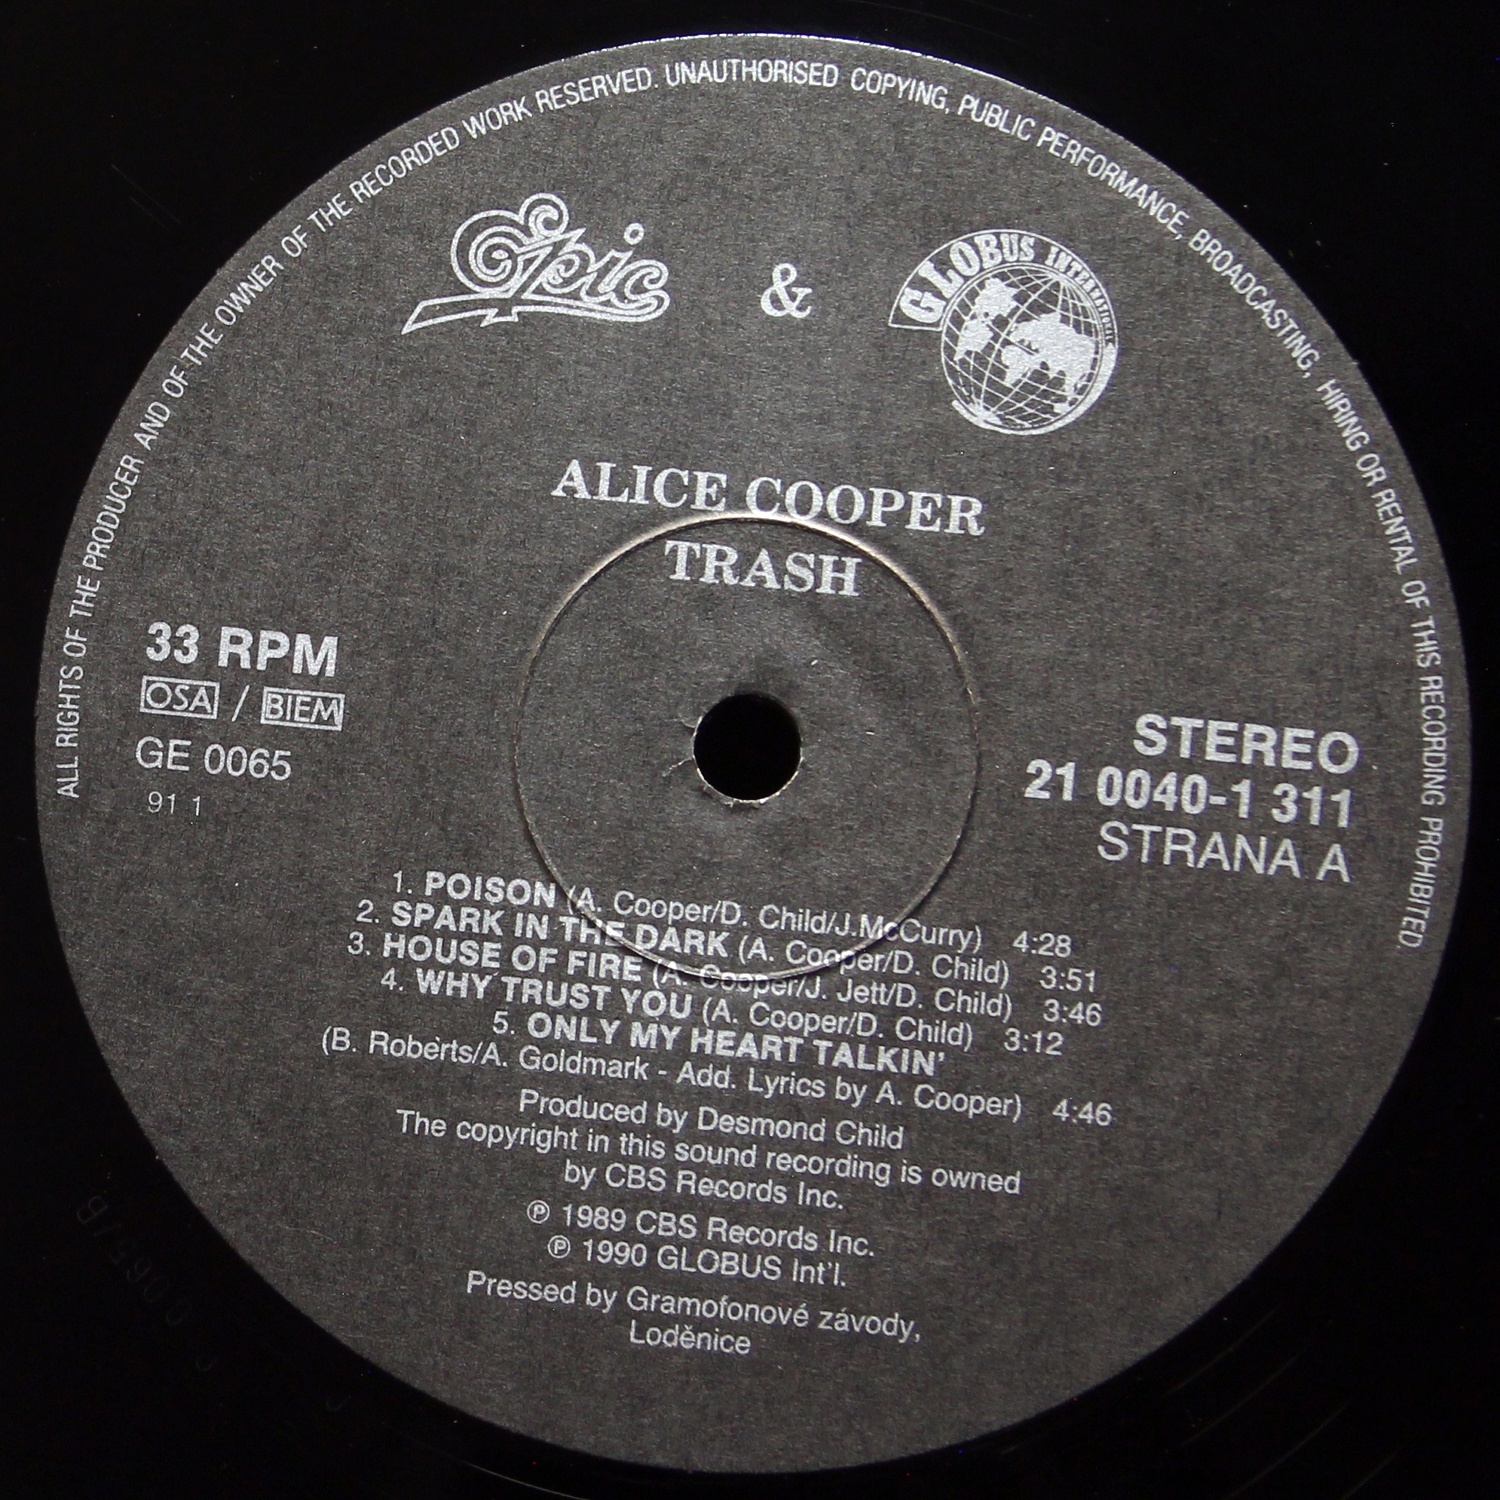 ALL RIGHTS OF THE PRODUCER AND OF THE OWNER OF THE RECORDED WORK RESERVED. UNAUTHORISED COPYING, PUBLIC PERFORMANCE, BROADCASTING, HIRING OR RENTAL OF THIS RECORDING PROHIBITED.
Epic & GLOBUS INTERNATIONAL
ALICE COOPER
TRASH
33 RPM
OSA / BIEM
GE 0065
91 1
STEREO
21 0040-1 311
STRANA A
1. POISON (A. Cooper/D. Child/J.McCurry) 4:28
2. SPARK IN THE DARK (A. Cooper/D. Child) 3:51
3. HOUSE OF FIRE (A. Cooper/J. Jett/D. Child) 3:46
4. WHY TRUST YOU (A. Cooper/D. Child) 3:12
5. ONLY MY HEART TALKIN'
(B. Roberts/A. Goldmark - Add. Lyrics by A. Cooper) 4:46
Produced by Desmond Child
The copyright in this sound recording is owned
by CBS Records Inc.
℗ 1989 CBS Records Inc.
℗ 1990 GLOBUS Int'l.
Pressed by Gramofonové závody,
Loděnice